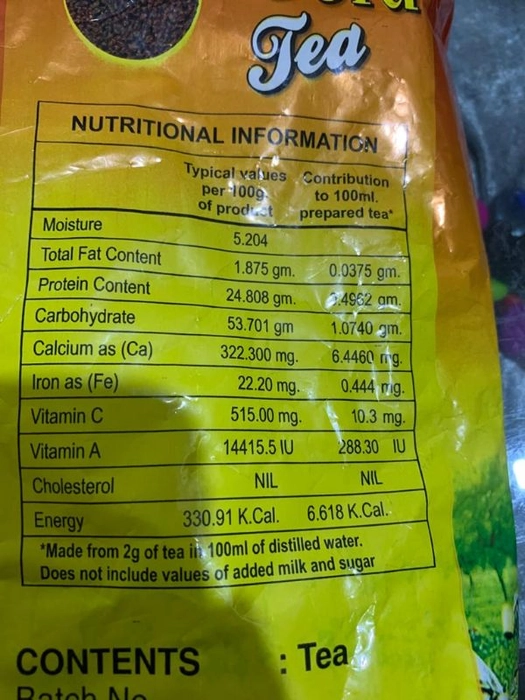 Tea
NUTRITIONAL INFORMATION
Typical values per 100g. of product Contribution to 100ml. prepared tea*
Moisture 5.204
Total Fat Content 1.875 gm. 0.0375 gm.
Protein Content 24.808 gm. .4962 gm.
Carbohydrate 53.701 gm 1.0740 gm.
Calcium as (Ca) 322.300 mg. 6.4460 mg.
Iron as (Fe) 22.20 mg. 0.444 mg.
Vitamin C 515.00 mg. 10.3 mg.
Vitamin A 14415.5 IU 288.30 IU
Cholesterol NIL NIL
Energy 330.91 K.Cal. 6.618 K.Cal.
*Made from 2g of tea in 100ml of distilled water.
Does not include values of added milk and sugar
CONTENTS : Tea
Batch No